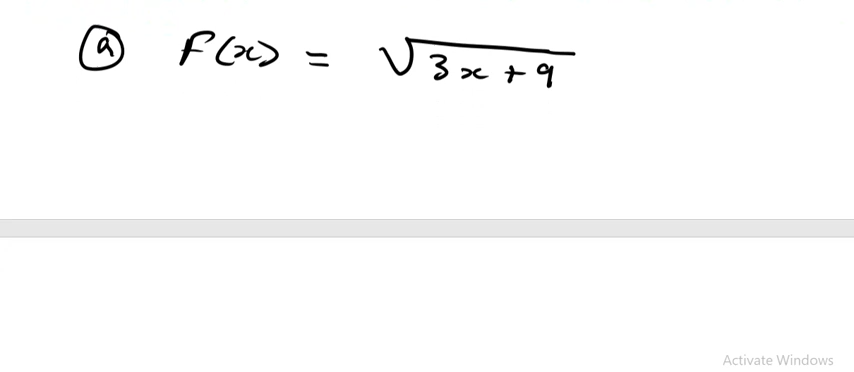 ⓐ F(x) = √(3x + 9)
Activate Windows